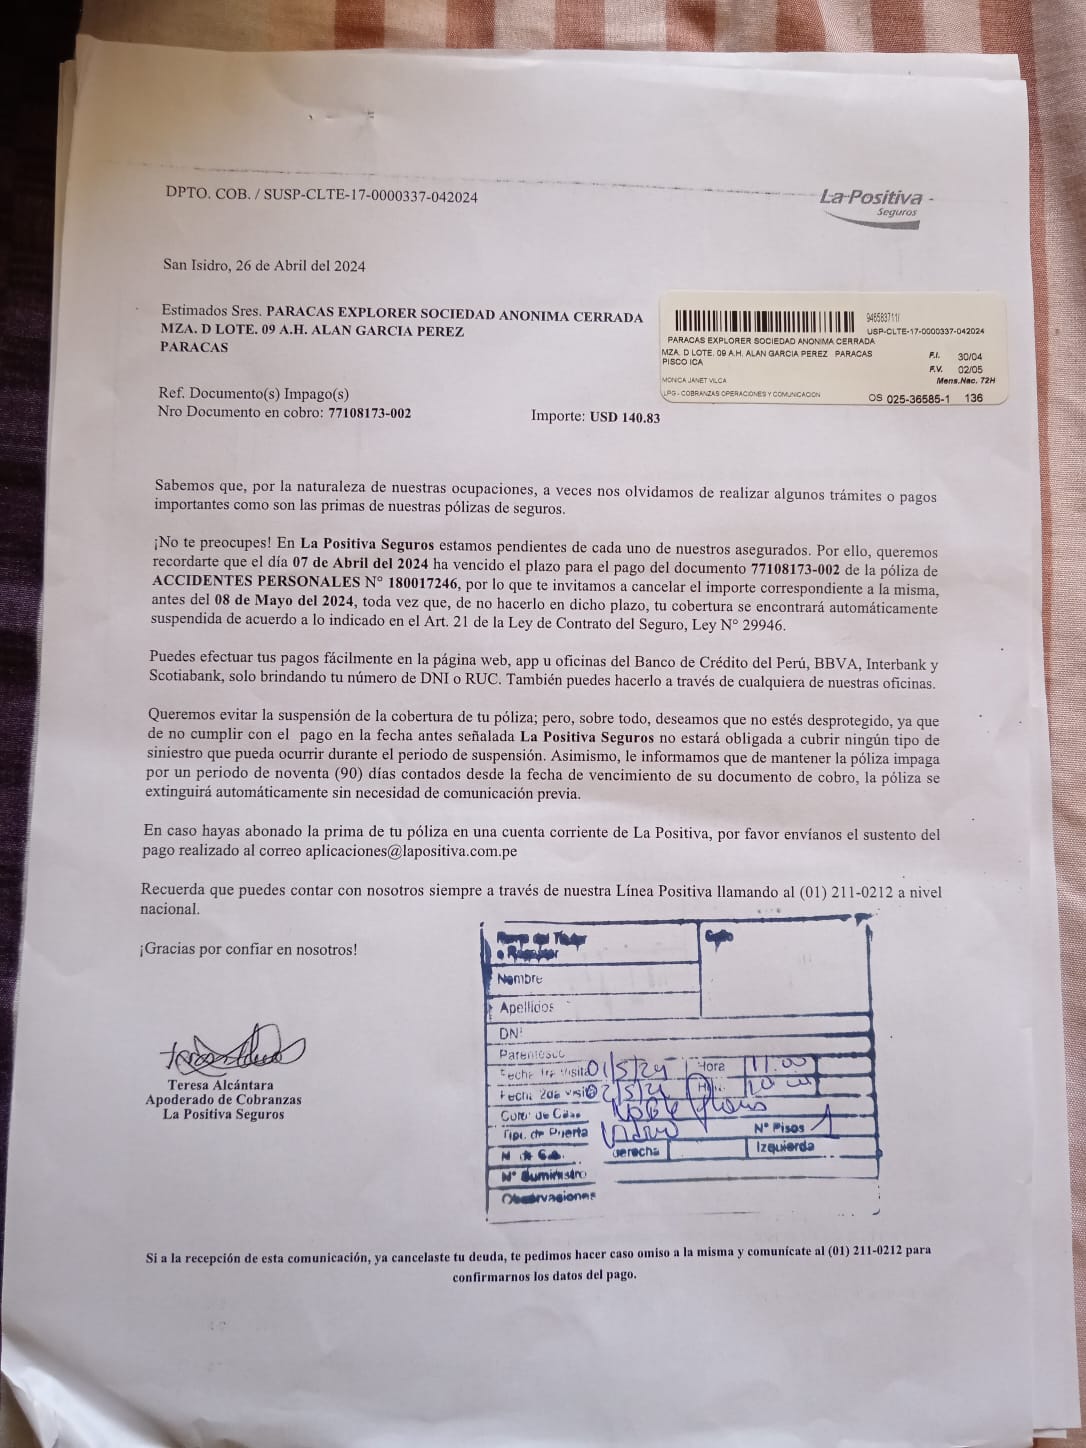 DPTO. COB. / SUSP-CLTE-17-0000337-042024
La Positiva
Seguros
San Isidro, 26 de Abril del 2024
Estimados Sres. PARACAS EXPLORER SOCIEDAD ANONIMA CERRADA
MZA. D LOTE. 09 A.H. ALAN GARCIA PEREZ
PARACAS
946583711/
USP-CLTE-17-0000337-042024
PARACAS EXPLORER SOCIEDAD ANONIMA CERRADA
MZA. D LOTE. 09 A.H. ALAN GARCIA PEREZ PARACAS
PISCO ICA
F.I. 30/04
F.V. 02/05
Mens.Nac. 72H
MONICA JANET VILCA
LPG - COBRANZAS OPERACIONES Y COMUNICACION
OS 025-36585-1 136
Ref. Documento(s) Impago(s)
Nro Documento en cobro: 77108173-002
Importe: USD 140.83
Sabemos que, por la naturaleza de nuestras ocupaciones, a veces nos olvidamos de realizar algunos trámites o pagos
importantes como son las primas de nuestras pólizas de seguros.
¡No te preocupes! En La Positiva Seguros estamos pendientes de cada uno de nuestros asegurados. Por ello, queremos
recordarte que el día 07 de Abril del 2024 ha vencido el plazo para el pago del documento 77108173-002 de la póliza de
ACCIDENTES PERSONALES N° 180017246, por lo que te invitamos a cancelar el importe correspondiente a la misma,
antes del 08 de Mayo del 2024, toda vez que, de no hacerlo en dicho plazo, tu cobertura se encontrará automáticamente
suspendida de acuerdo a lo indicado en el Art. 21 de la Ley de Contrato del Seguro, Ley N° 29946.
Puedes efectuar tus pagos fácilmente en la página web, app u oficinas del Banco de Crédito del Perú, BBVA, Interbank y
Scotiabank, solo brindando tu número de DNI o RUC. También puedes hacerlo a través de cualquiera de nuestras oficinas.
Queremos evitar la suspensión de la cobertura de tu póliza; pero, sobre todo, deseamos que no estés desprotegido, ya que
de no cumplir con el pago en la fecha antes señalada La Positiva Seguros no estará obligada a cubrir ningún tipo de
siniestro que pueda ocurrir durante el periodo de suspensión. Asimismo, le informamos que de mantener la póliza impaga
por un periodo de noventa (90) días contados desde la fecha de vencimiento de su documento de cobro, la póliza se
extinguirá automáticamente sin necesidad de comunicación previa.
En caso hayas abonado la prima de tu póliza en una cuenta corriente de La Positiva, por favor envíanos el sustento del
pago realizado al correo aplicaciones@lapositiva.com.pe
Recuerda que puedes contar con nosotros siempre a través de nuestra Línea Positiva llamando al (01) 211-0212 a nivel
nacional.
¡Gracias por confiar en nosotros!
Nombre
Apellidos
DNI
Parentesco
Fecha 1ra Visita 01/5/24 Hora 11.00
Fecha 2da visi 02/5/24
Color de Casa
Tipo. de Puerta
N° Pisos 1
derecha
Izquierda
N° Suministro
Observaciones
Teresa Alcántara
Apoderado de Cobranzas
La Positiva Seguros
Si a la recepción de esta comunicación, ya cancelaste tu deuda, te pedimos hacer caso omiso a la misma y comunícate al (01) 211-0212 para
confirmarnos los datos del pago.